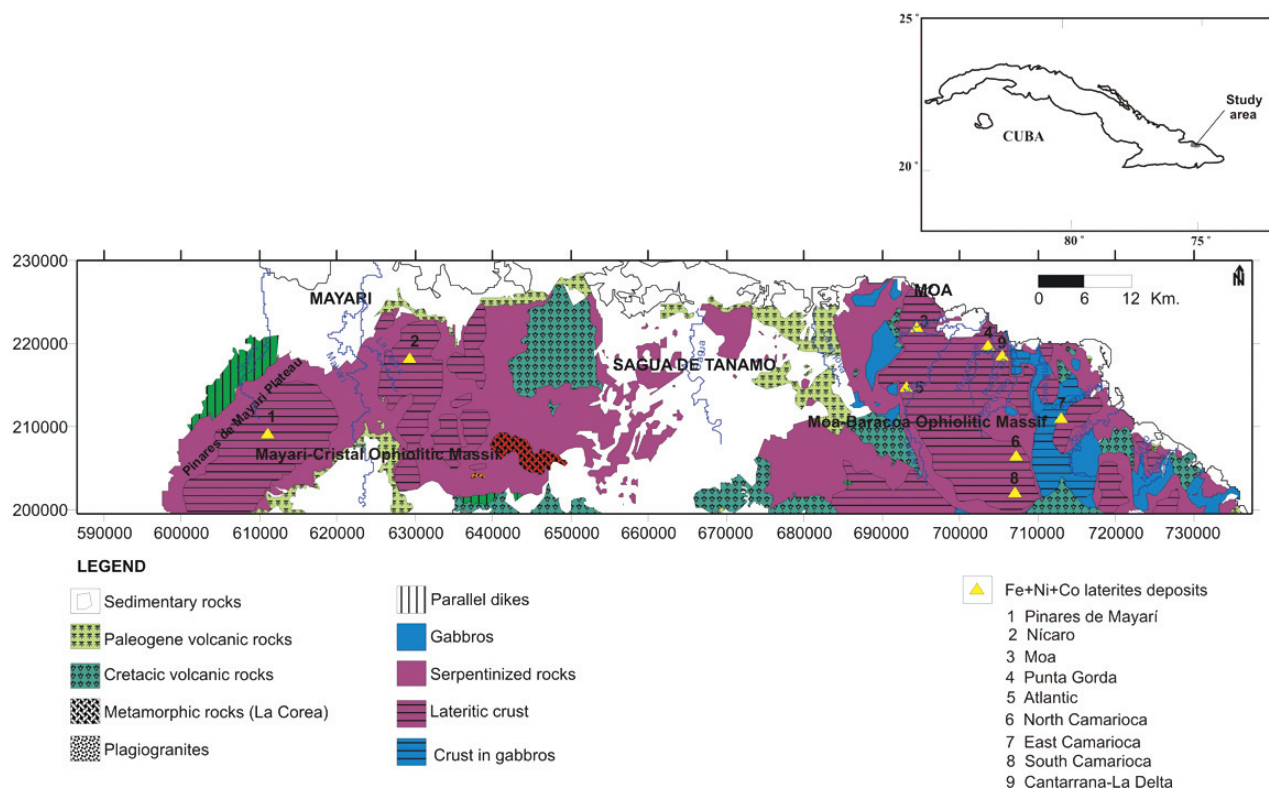 25°
20°
CUBA
Study
area
80°
75°
230000
220000
210000
200000
MAYARI
MOA
0 6 12 Km.
N
2
3
4
9
SAGUA DE TANAMO
5
Pinares de Mayari Plateau
1
7
Moa-Baracoa Ophiolitic Massif
Mayari-Cristal Ophiolitic Massif
6
8
590000 600000 610000 620000 630000 640000 650000 660000 670000 680000 690000 700000 710000 720000 730000
LEGEND
Sedimentary rocks
Paleogene volcanic rocks
Cretacic volcanic rocks
Metamorphic rocks (La Corea)
Plagiogranites
Parallel dikes
Gabbros
Serpentinized rocks
Lateritic crust
Crust in gabbros
Fe+Ni+Co laterites deposits
1 Pinares de Mayarí
2 Nícaro
3 Moa
4 Punta Gorda
5 Atlantic
6 North Camarioca
7 East Camarioca
8 South Camarioca
9 Cantarrana-La Delta